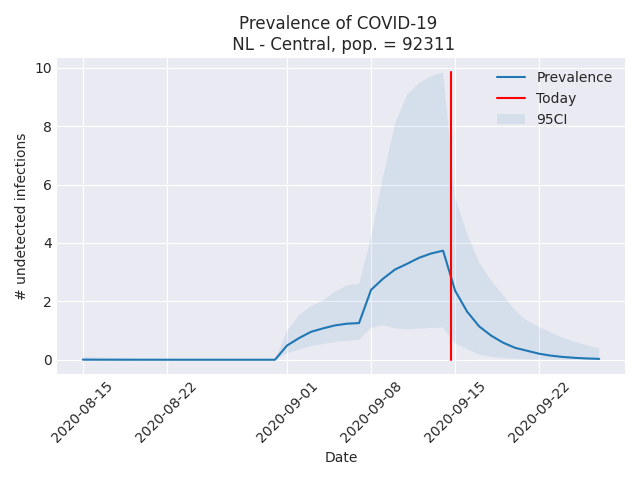 Prevalence of COVID-19
NL - Central, pop. = 92311
10
8
6
4
2
0
# undetected infections
Prevalence
Today
95CI
2020-08-15
2020-08-22
2020-09-01
2020-09-08
2020-09-15
2020-09-22
Date